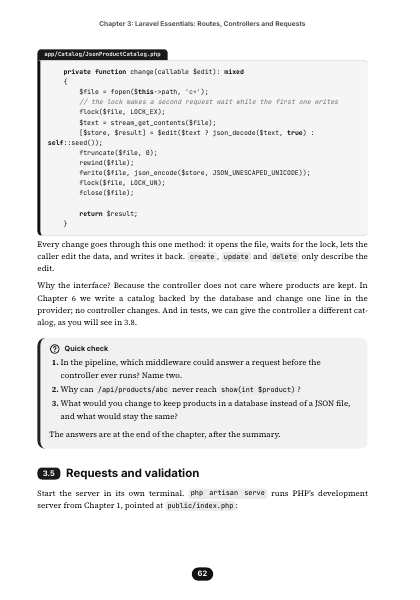 Chapter 3: Laravel Essentials: Routes, Controllers and Requests
app/Catalog/JsonProductCatalog.php
private function change(callable $edit): mixed
{
$file = fopen($this->path, 'c+');
// the lock makes a second request wait while the first one writes
flock($file, LOCK_EX);
$text = stream_get_contents($file);
[$store, $result] = $edit($text ? json_decode($text, true) :
self::seed());
ftruncate($file, 0);
rewind($file);
fwrite($file, json_encode($store, JSON_UNESCAPED_UNICODE));
flock($file, LOCK_UN);
fclose($file);
return $result;
}
Every change goes through this one method: it opens the file, waits for the lock, lets the
caller edit the data, and writes it back. create, update and delete only describe the
edit.
Why the interface? Because the controller does not care where products are kept. In
Chapter 6 we write a catalog backed by the database and change one line in the
provider; no controller changes. And in tests, we can give the controller a different cat-
alog, as you will see in 3.8.
Quick check
1. In the pipeline, which middleware could answer a request before the
controller ever runs? Name two.
2. Why can /api/products/abc never reach show(int $product)?
3. What would you change to keep products in a database instead of a JSON file,
and what would stay the same?
The answers are at the end of the chapter, after the summary.
3.5 Requests and validation
Start the server in its own terminal. php artisan serve runs PHP's development
server from Chapter 1, pointed at public/index.php:
62